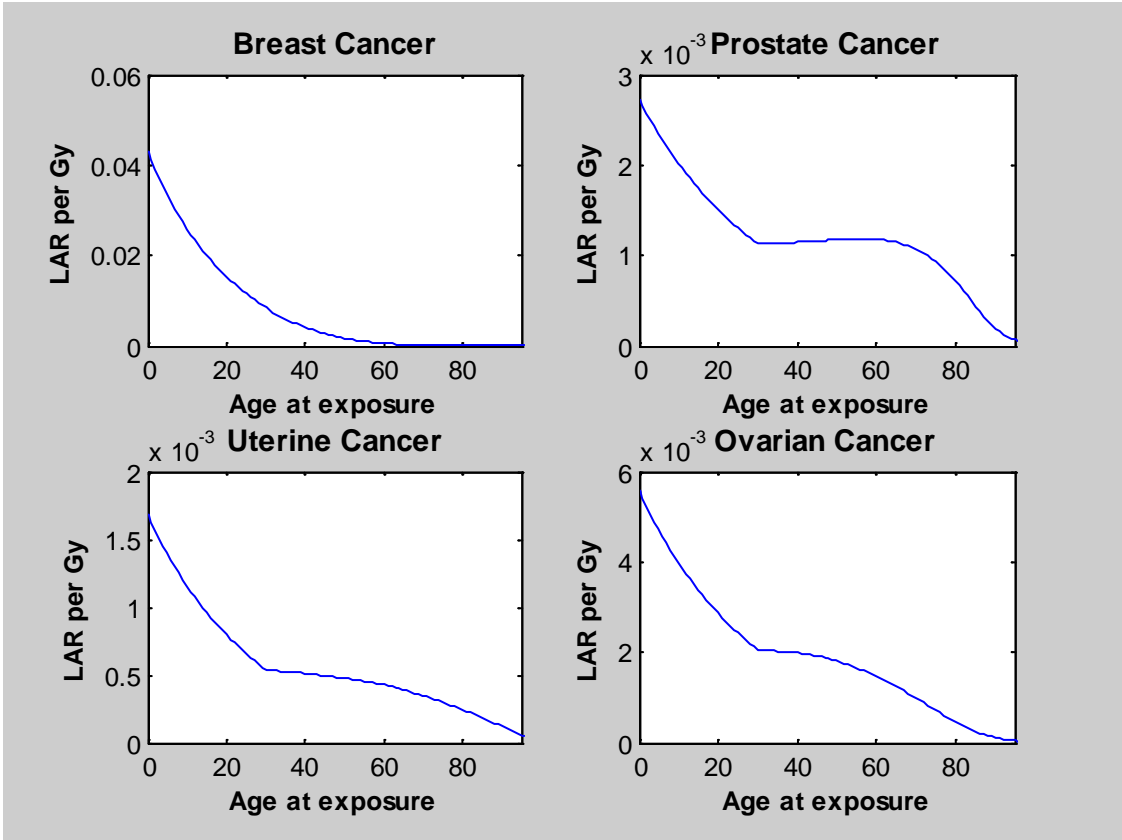 Breast Cancer
0.06
0.04
0.02
0
LAR per Gy
0 20 40 60 80
Age at exposure
x 10^-3 Prostate Cancer
3
2
1
0
LAR per Gy
0 20 40 60 80
Age at exposure
x 10^-3 Uterine Cancer
2
1.5
1
0.5
0
LAR per Gy
0 20 40 60 80
Age at exposure
x 10^-3 Ovarian Cancer
6
4
2
0
LAR per Gy
0 20 40 60 80
Age at exposure